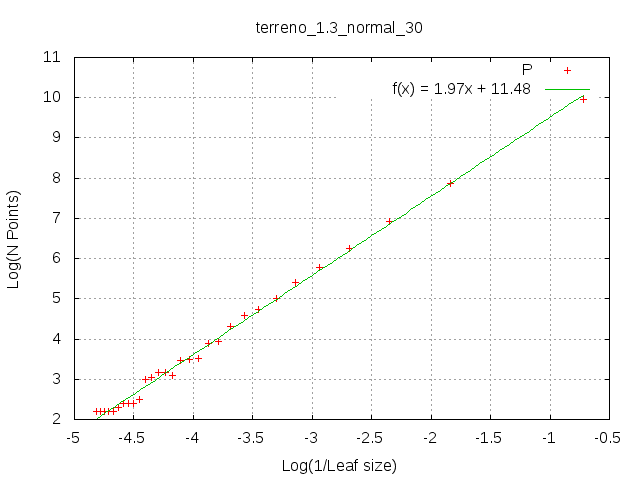 terreno_1.3_normal_30
11
10
9
8
7
6
5
4
3
2
Log(N Points)
P
f(x) = 1.97x + 11.48
-5 -4.5 -4 -3.5 -3 -2.5 -2 -1.5 -1 -0.5
Log(1/Leaf size)